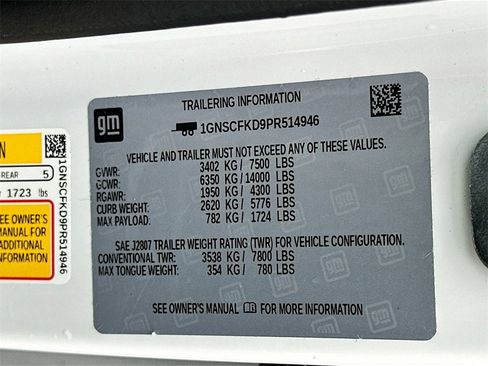 N
REAR 5
1723 lbs
SEE OWNER'S
MANUAL FOR
ADDITIONAL
INFORMATION
1GNSCFKD9PR514946
gm
TRAILERING INFORMATION
1GNSCFKD9PR514946
VEHICLE AND TRAILER MUST NOT EXCEED ANY OF THESE VALUES.
GVWR: 3402 KG / 7500 LBS
GCWR: 6350 KG / 14000 LBS
RGAWR: 1950 KG / 4300 LBS
CURB WEIGHT: 2620 KG / 5776 LBS
MAX PAYLOAD: 782 KG / 1724 LBS
SAE J2807 TRAILER WEIGHT RATING (TWR) FOR VEHICLE CONFIGURATION.
CONVENTIONAL TWR: 3538 KG / 7800 LBS
MAX TONGUE WEIGHT: 354 KG / 780 LBS
SEE OWNER'S MANUAL FOR MORE INFORMATION